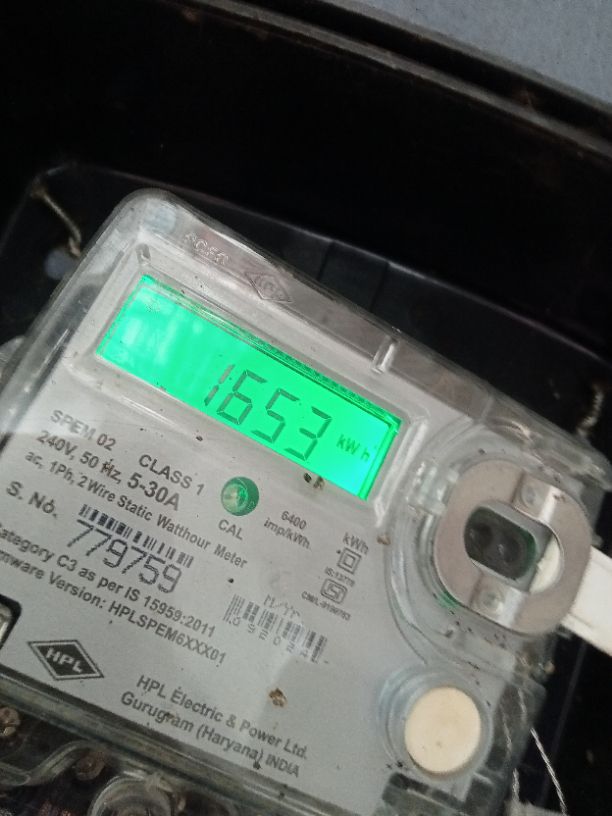 1653 kWh
SPEM 02 CLASS 1
240V, 50 Hz, 5-30A
ac, 1Ph, 2 Wire Static Watthour Meter
CAL
6400
imp/kWh
kWh
IS:13779
S. No.
779759
Category C3 as per IS 15959:2011
Firmware Version: HPLSPEM6XXX01
HPL
HPL Electric & Power Ltd.
Gurugram (Haryana) INDIA